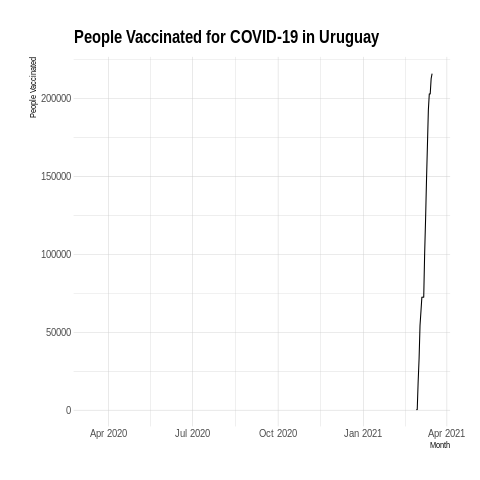 People Vaccinated for COVID-19 in Uruguay
People Vaccinated
200000
150000
100000
50000
0
Apr 2020 Jul 2020 Oct 2020 Jan 2021 Apr 2021
Month